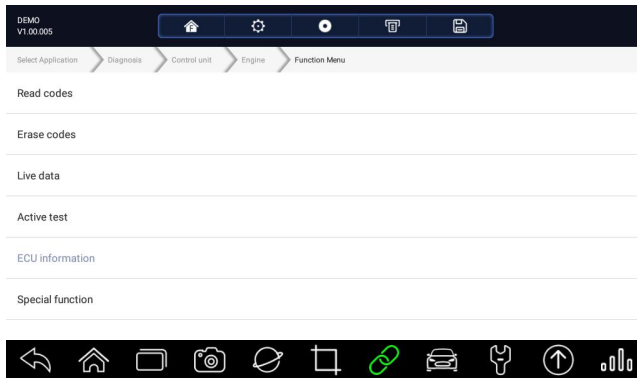 DEMO
V1.00.005
Select Application Diagnosis Control unit Engine Function Menu
Read codes
Erase codes
Live data
Active test
ECU information
Special function